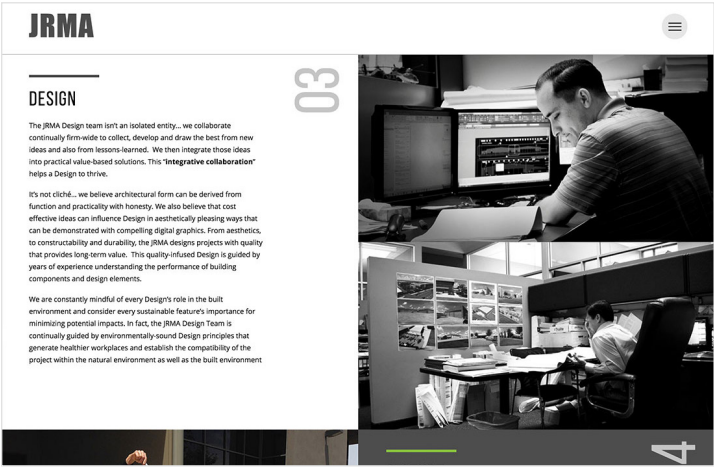 JRMA
03
DESIGN
The JRMA Design team isn't an isolated entity... we collaborate
continually firm-wide to collect, develop and draw the best from new
ideas and also from lessons-learned.  We then integrate those ideas
into practical value-based solutions. This "integrative collaboration"
helps a Design to thrive.
It's not cliché... we believe architectural form can be derived from
function and practicality with honesty. We also believe that cost
effective ideas can influence Design in aesthetically pleasing ways that
can be demonstrated with compelling digital graphics. From aesthetics,
to constructability and durability, the JRMA designs projects with quality
that provides long-term value.  This quality-infused Design is guided by
years of experience understanding the performance of building
components and design elements.
We are constantly mindful of every Design's role in the built
environment and consider every sustainable feature's importance for
minimizing potential impacts. In fact, the JRMA Design Team is
continually guided by environmentally-sound Design principles that
generate healthier workplaces and establish the compatibility of the
project within the natural environment as well as the built environment
4